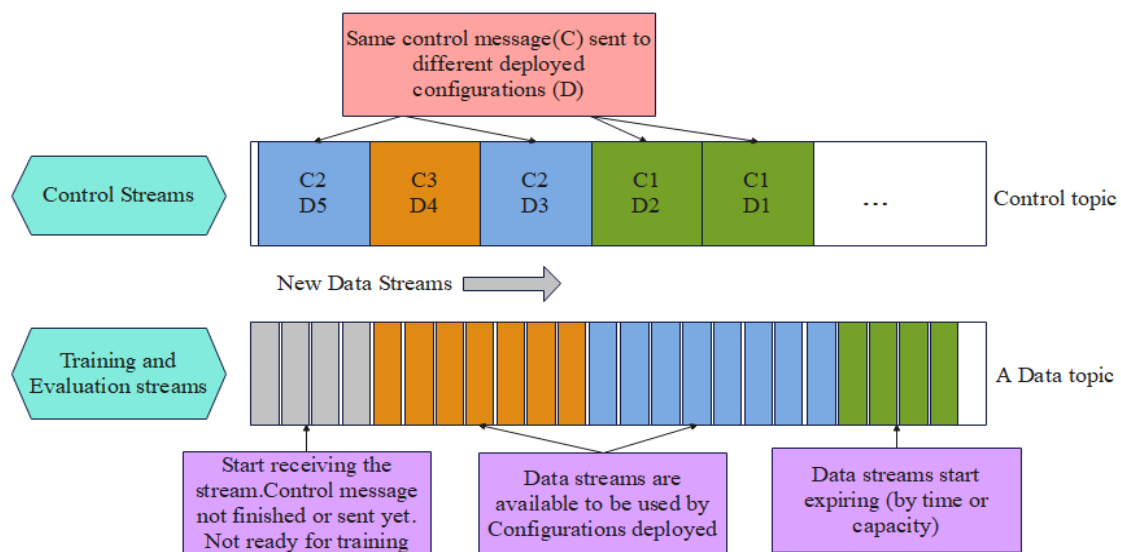 Same control message(C) sent to
different deployed
configurations (D)
Control Streams
C2
D5
C3
D4
C2
D3
C1
D2
C1
D1
...
Control topic
New Data Streams
Training and
Evaluation streams
A Data topic
Start receiving the
stream.Control message
not finished or sent yet.
Not ready for training
Data streams are
available to be used by
Configurations deployed
Data streams start
expiring (by time or
capacity)